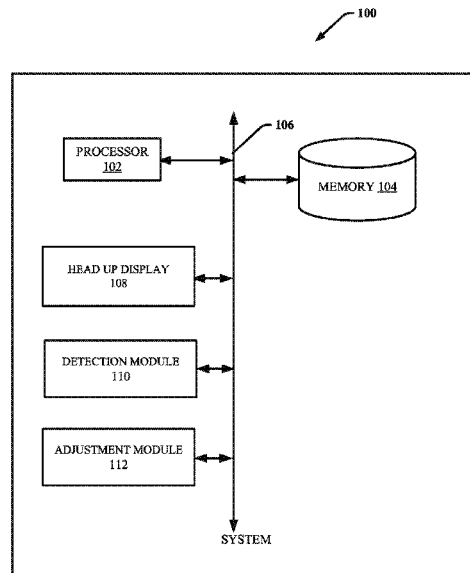 100
106
PROCESSOR
102
MEMORY 104
HEAD UP DISPLAY
108
DETECTION MODULE
110
ADJUSTMENT MODULE
112
SYSTEM